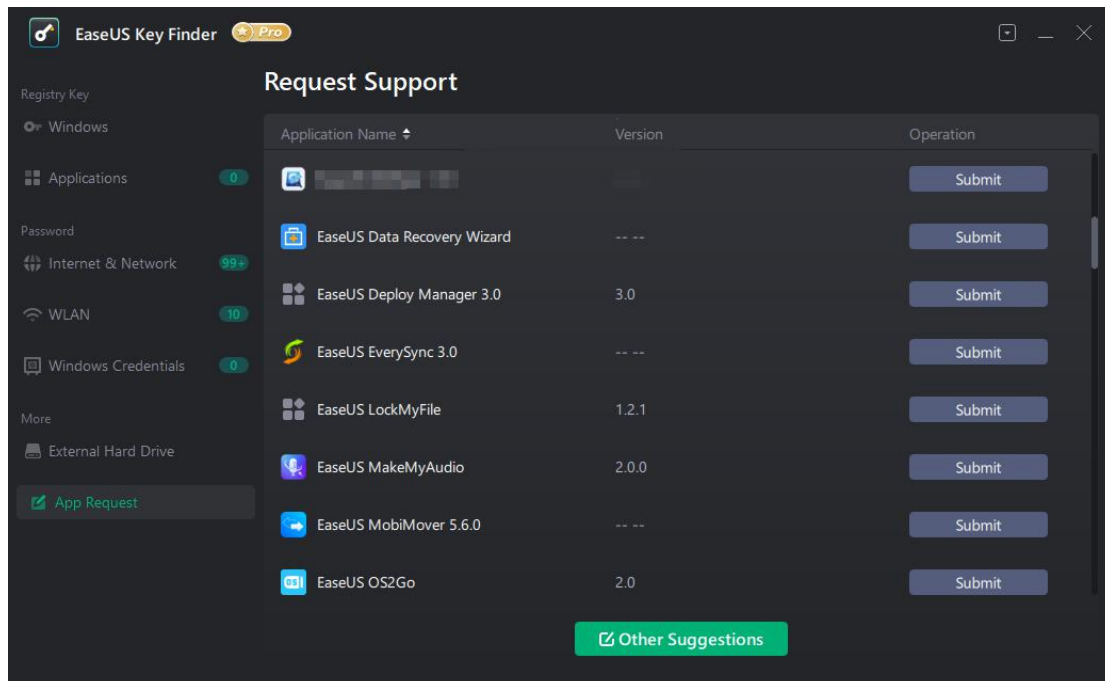 EaseUS Key Finder Pro
Request Support
Registry Key
Windows
Applications 0
Password
Internet & Network 99+
WLAN 10
Windows Credentials 0
More
External Hard Drive
App Request
Application Name Version Operation
Submit
EaseUS Data Recovery Wizard -- -- Submit
EaseUS Deploy Manager 3.0 3.0 Submit
EaseUS EverySync 3.0 -- -- Submit
EaseUS LockMyFile 1.2.1 Submit
EaseUS MakeMyAudio 2.0.0 Submit
EaseUS MobiMover 5.6.0 -- -- Submit
EaseUS OS2Go 2.0 Submit
Other Suggestions